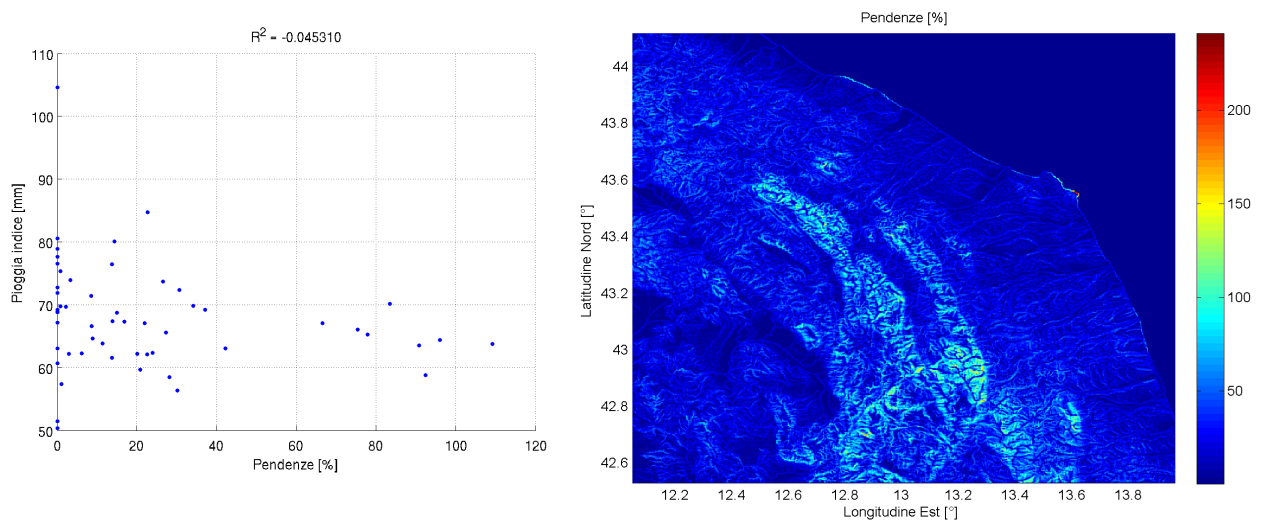 R² = -0.045310
110
100
90
80
70
60
50
Pioggia indice [mm]
0 20 40 60 80 100 120
Pendenze [%]
Pendenze [%]
44
43.8
43.6
43.4
43.2
43
42.8
42.6
Latitudine Nord [°]
12.2 12.4 12.6 12.8 13 13.2 13.4 13.6 13.8
Longitudine Est [°]
200
150
100
50